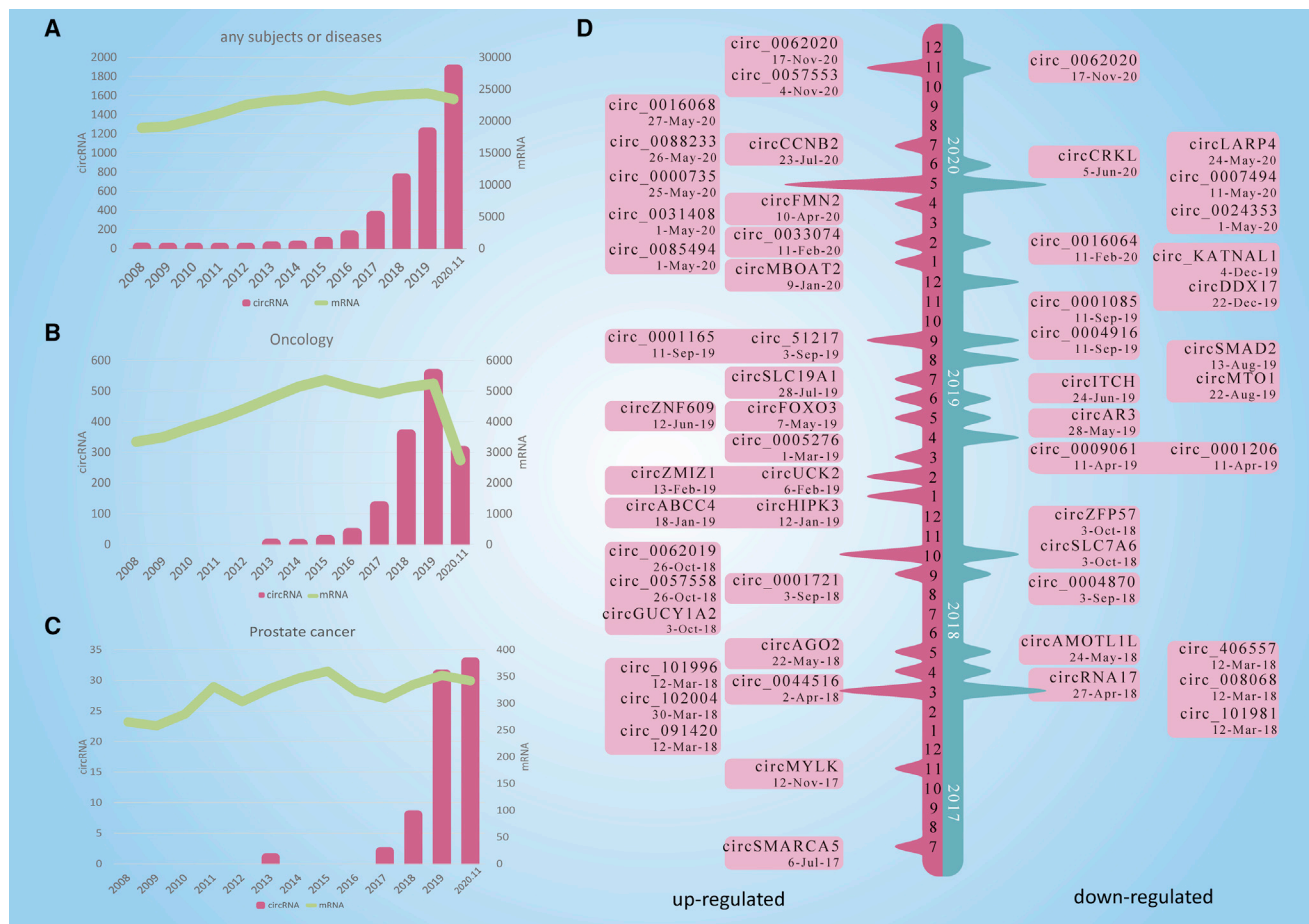 A
any subjects or diseases
2000
1800
1600
1400
1200
1000
800
600
400
200
0
circRNA
30000
25000
20000
15000
10000
5000
0
mRNA
2008
2009
2010
2011
2012
2013
2014
2015
2016
2017
2018
2019
2020.11
circRNA mRNA
B
Oncology
600
500
400
300
200
100
0
circRNA
6000
5000
4000
3000
2000
1000
0
mRNA
2008
2009
2010
2011
2012
2013
2014
2015
2016
2017
2018
2019
2020.11
circRNA mRNA
C
Prostate cancer
35
30
25
20
15
10
5
0
circRNA
400
350
300
250
200
150
100
50
0
mRNA
2008
2009
2010
2011
2012
2013
2014
2015
2016
2017
2018
2019
2020.11
circRNA mRNA
D
circ_0016068
27-May-20
circ_0088233
26-May-20
circ_0000735
25-May-20
circ_0031408
1-May-20
circ_0085494
1-May-20
circ_0001165
11-Sep-19
circZNF609
12-Jun-19
circZMIZ1
13-Feb-19
circABCC4
18-Jan-19
circ_0062019
26-Oct-18
circ_0057558
26-Oct-18
circGUCY1A2
3-Oct-18
circ_101996
12-Mar-18
circ_102004
30-Mar-18
circ_091420
12-Mar-18
circ_0062020
17-Nov-20
circ_0057553
4-Nov-20
circCCNB2
23-Jul-20
circFMN2
10-Apr-20
circ_0033074
11-Feb-20
circMBOAT2
9-Jan-20
circ_51217
3-Sep-19
circSLC19A1
28-Jul-19
circFOXO3
7-May-19
circ_0005276
1-Mar-19
circUCK2
6-Feb-19
circHIPK3
12-Jan-19
circ_0001721
3-Sep-18
circAGO2
22-May-18
circ_0044516
2-Apr-18
circMYLK
12-Nov-17
circSMARCA5
6-Jul-17
up-regulated
12
11
10
9
8
7
6
5
4
3
2
1
12
11
10
9
8
7
6
5
4
3
2
1
12
11
10
9
8
7
6
5
4
3
2
1
12
11
10
9
8
7
2020
2019
2018
2017
circ_0062020
17-Nov-20
circCRKL
5-Jun-20
circ_0016064
11-Feb-20
circ_0001085
11-Sep-19
circ_0004916
11-Sep-19
circITCH
24-Jun-19
circAR3
28-May-19
circ_0009061
11-Apr-19
circZFP57
3-Oct-18
circSLC7A6
3-Oct-18
circ_0004870
3-Sep-18
circAMOTL1L
24-May-18
circRNA17
27-Apr-18
circLARP4
24-May-20
circ_0007494
11-May-20
circ_0024353
1-May-20
circ_KATNAL1
4-Dec-19
circDDX17
22-Dec-19
circSMAD2
13-Aug-19
circMTO1
22-Aug-19
circ_0001206
11-Apr-19
circ_406557
12-Mar-18
circ_008068
12-Mar-18
circ_101981
12-Mar-18
down-regulated